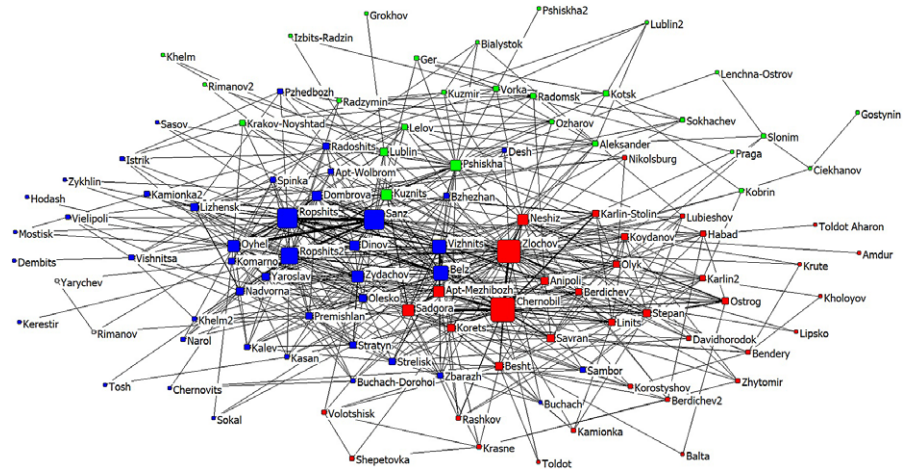 Grokhov
Pshiskha2
Lublin2
Izbits-Radzin
Bialystok
Khelm
Ger
Lenchna-Ostrov
Rimanov2
Pzhedbozh
Kuzmir
Vorka
Radomsk
Kotsk
Radzymin
Gostynin
Sasov
Krakov-Noyshtad
Lelov
Ozharov
Sokhachev
Slonim
Radoshits
Lublin
Desh
Aleksander
Praga
Istrik
Apt-Wolbrom
Pshiskha
Nikolsburg
Ciekhanov
Zykhlin
Spinka
Kamionka2
Dombrova
Kuznits
Bzhezhan
Kobrin
Hodash
Lizhensk
Ropshits
Sanz
Neshiz
Karlin-Stolin
Lubieshov
Toldot Aharon
Vielipoli
Mostisk
Oyhel
Dinov
Vizhnits
Zlochov
Koydanov
Habad
Amdur
Dembits
Vishnitsa
Komarno
Ropshits2
Olyk
Krute
Yarychev
Yaroslav
Zydachov
Belz
Anipoli
Karlin2
Nadvorna
Olesko
Apt-Mezhibozh
Berdichev
Ostrog
Kholoyov
Kerestir
Rimanov
Khelm2
Premishlan
Sadgora
Chernobil
Linits
Stepan
Lipsko
Narol
Kalev
Kasan
Stratyn
Korets
Savran
Davidhorodok
Bendery
Strelisk
Besht
Sambor
Tosh
Chernovits
Buchach-Dorohoi
Zbarazh
Korostyshov
Zhytomir
Sokal
Volotshisk
Rashkov
Buchach
Berdichev2
Kamionka
Shepetovka
Krasne
Toldot
Balta